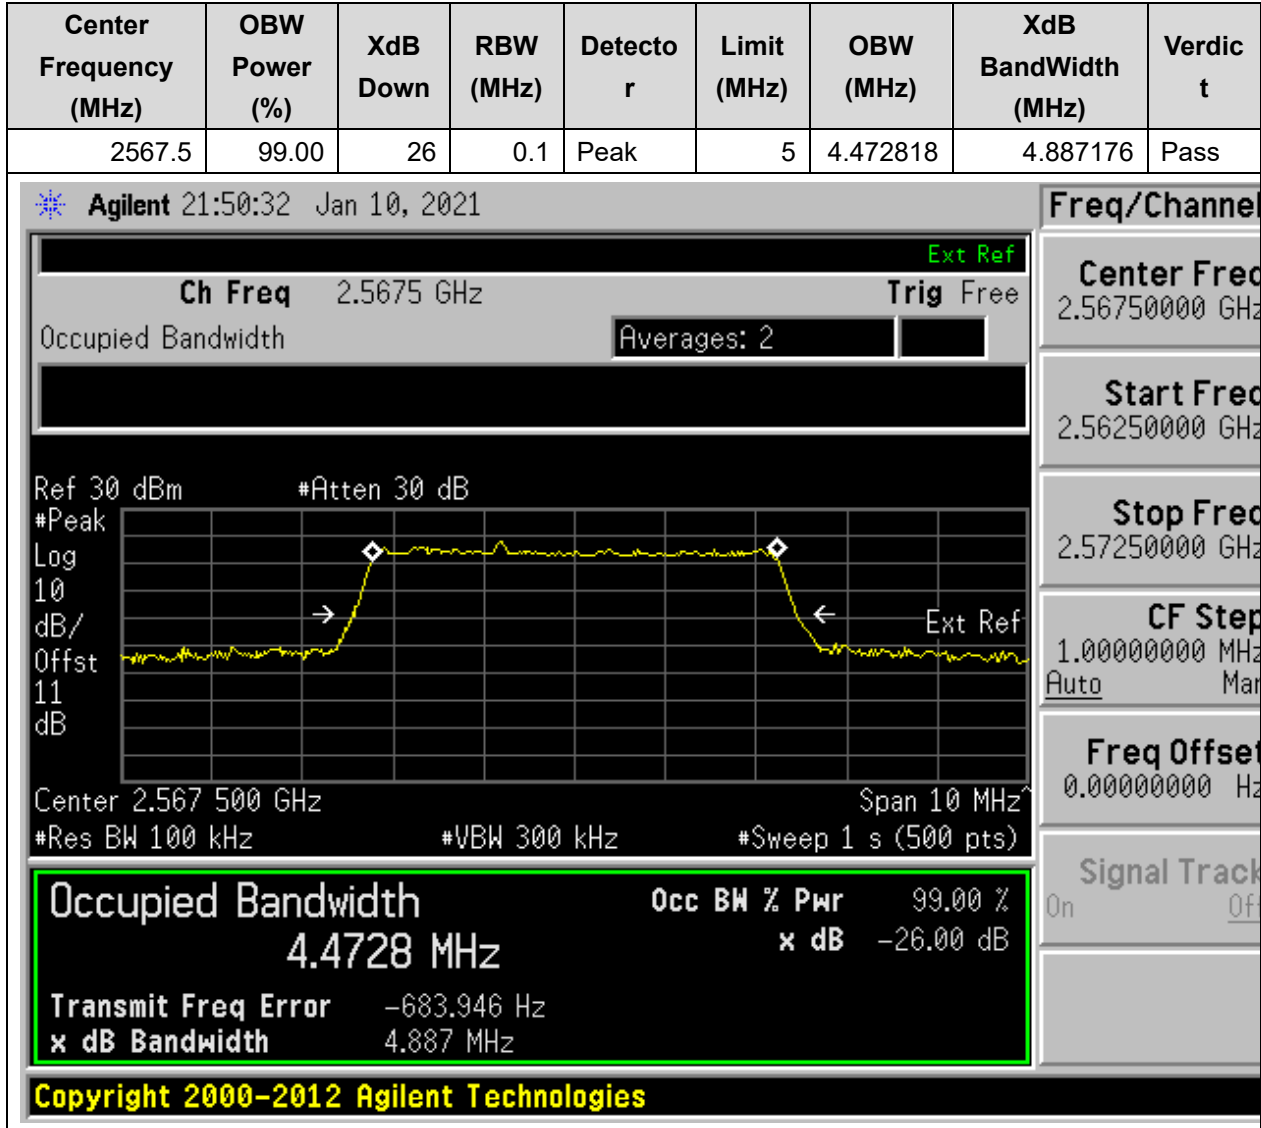 Center Frequency (MHz) OBW Power (%) XdB Down RBW (MHz) Detecto r Limit (MHz) OBW (MHz) XdB BandWidth (MHz) Verdic t
2567.5 99.00 26 0.1 Peak 5 4.472818 4.887176 Pass
Agilent 21:50:32 Jan 10, 2021
Freq/Channel
Ext Ref
Ch Freq 2.5675 GHz Trig Free
Occupied Bandwidth Averages: 2
Center Freq
2.56750000 GHz
Start Freq
2.56250000 GHz
Stop Freq
2.57250000 GHz
CF Step
1.00000000 MHz
Auto Man
Freq Offset
0.00000000 Hz
Signal Track
On Off
Ref 30 dBm #Atten 30 dB
#Peak
Log
10
dB/
Offst
11
dB
Ext Ref
Center 2.567 500 GHz Span 10 MHz^
#Res BW 100 kHz #VBW 300 kHz #Sweep 1 s (500 pts)
Occupied Bandwidth
4.4728 MHz
Occ BW % Pwr 99.00 %
x dB -26.00 dB
Transmit Freq Error -683.946 Hz
x dB Bandwidth 4.887 MHz
Copyright 2000-2012 Agilent Technologies